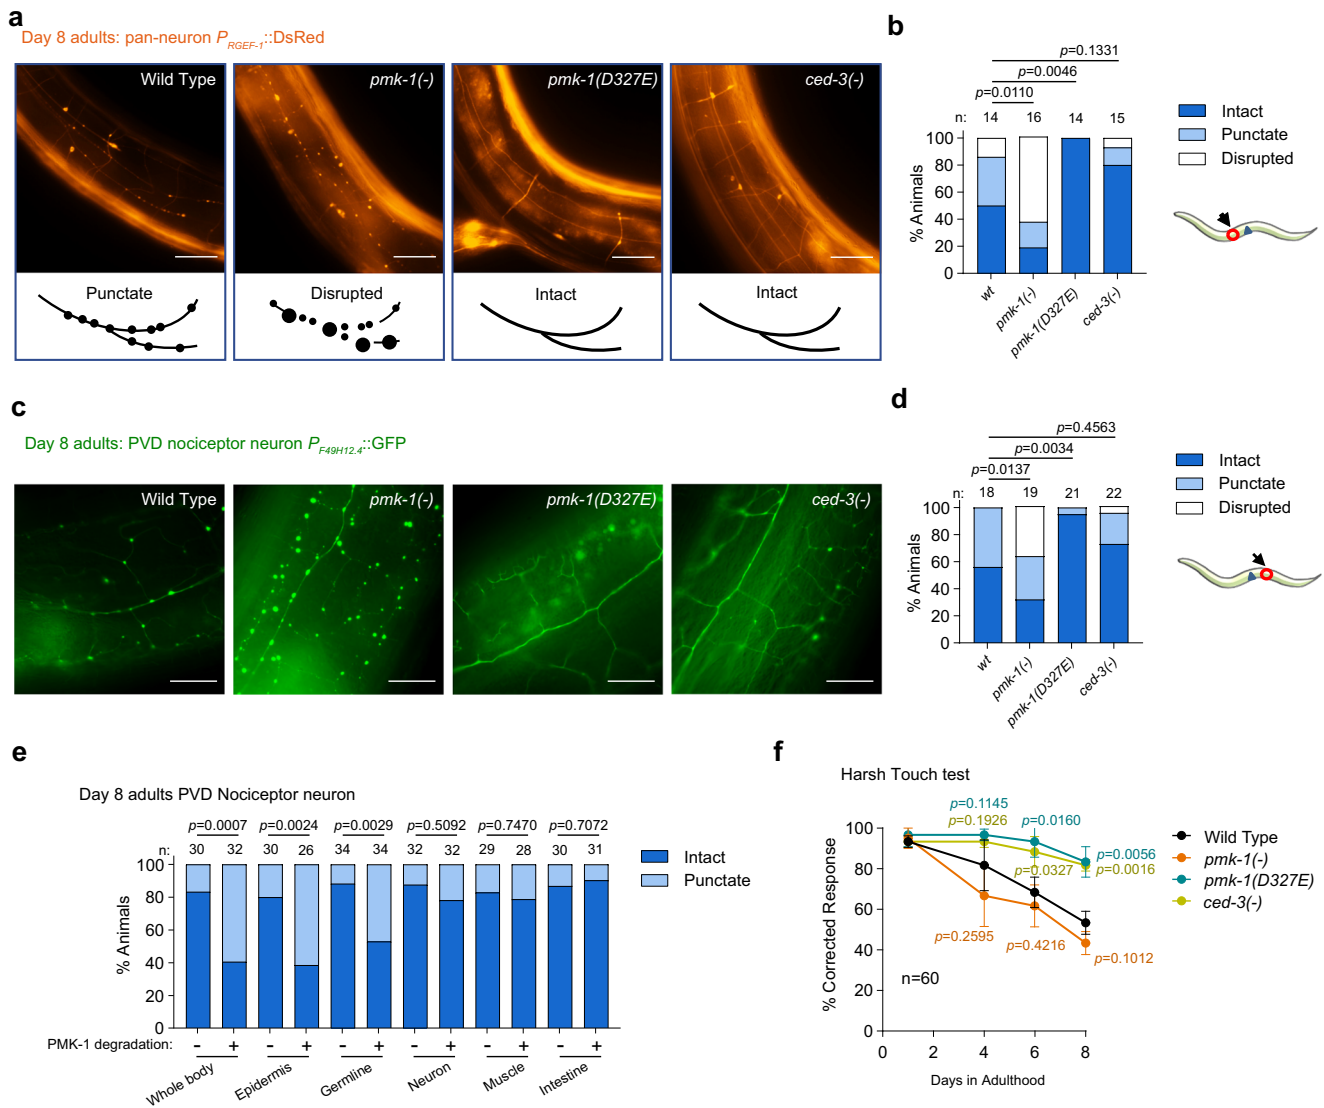 a
Day 8 adults: pan-neuron P_RGEF-1::DsRed
Wild Type
pmk-1(-)
pmk-1(D327E)
ced-3(-)
Punctate
Disrupted
Intact
Intact
b
p=0.1331
p=0.0046
p=0.0110
n: 14 16 14 15
100
80
60
40
20
0
% Animals
wt
pmk-1(-)
pmk-1(D327E)
ced-3(-)
Intact
Punctate
Disrupted
c
Day 8 adults: PVD nociceptor neuron P_F49H12.4::GFP
Wild Type
pmk-1(-)
pmk-1(D327E)
ced-3(-)
d
p=0.4563
p=0.0034
p=0.0137
n: 18 19 21 22
100
80
60
40
20
0
% Animals
wt
pmk-1(-)
pmk-1(D327E)
ced-3(-)
Intact
Punctate
Disrupted
e
Day 8 adults PVD Nociceptor neuron
p=0.0007 p=0.0024 p=0.0029 p=0.5092 p=0.7470 p=0.7072
n: 30 32 30 26 34 34 32 32 29 28 30 31
100
80
60
40
20
0
% Animals
PMK-1 degradation: - + - + - + - + - + - +
Whole body
Epidermis
Germline
Neuron
Muscle
Intestine
Intact
Punctate
f
Harsh Touch test
p=0.1145
p=0.1926
p=0.0160
p=0.0056
p=0.0016
p=0.0327
p=0.2595
p=0.4216
p=0.1012
n=60
100
80
60
40
20
0
% Corrected Response
0 2 4 6 8
Days in Adulthood
Wild Type
pmk-1(-)
pmk-1(D327E)
ced-3(-)